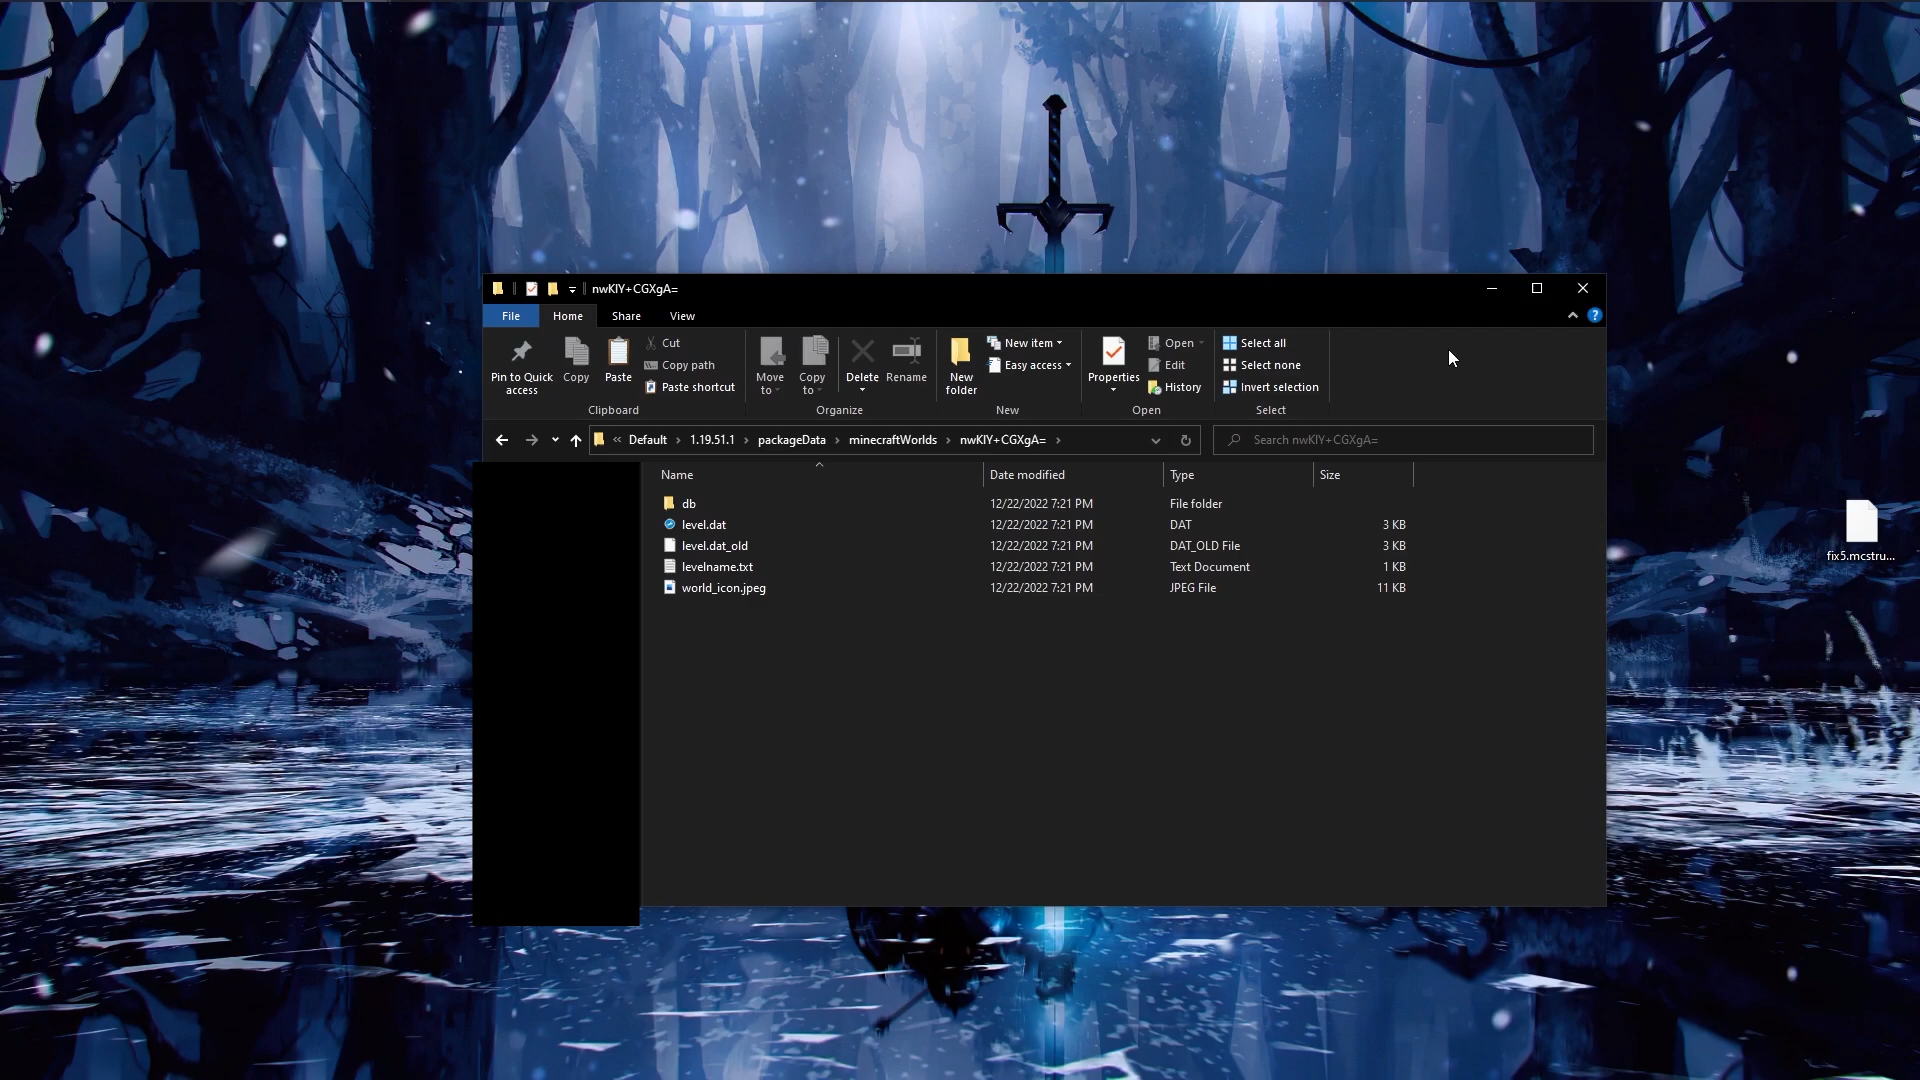 nwKlY+CGXgA=
File Home Share View
Pin to Quick access
Copy
Paste
Cut
Copy path
Paste shortcut
Clipboard
Move to
Copy to
Delete
Rename
Organize
New folder
New item
Easy access
New
Properties
Open
Edit
History
Open
Select all
Select none
Invert selection
Select
« Default > 1.19.51.1 > packageData > minecraftWorlds > nwKlY+CGXgA= >
Search nwKlY+CGXgA=
Name Date modified Type Size
db 12/22/2022 7:21 PM File folder
level.dat 12/22/2022 7:21 PM DAT 3 KB
level.dat_old 12/22/2022 7:21 PM DAT_OLD File 3 KB
levelname.txt 12/22/2022 7:21 PM Text Document 1 KB
world_icon.jpeg 12/22/2022 7:21 PM JPEG File 11 KB
fix5.mcstru...